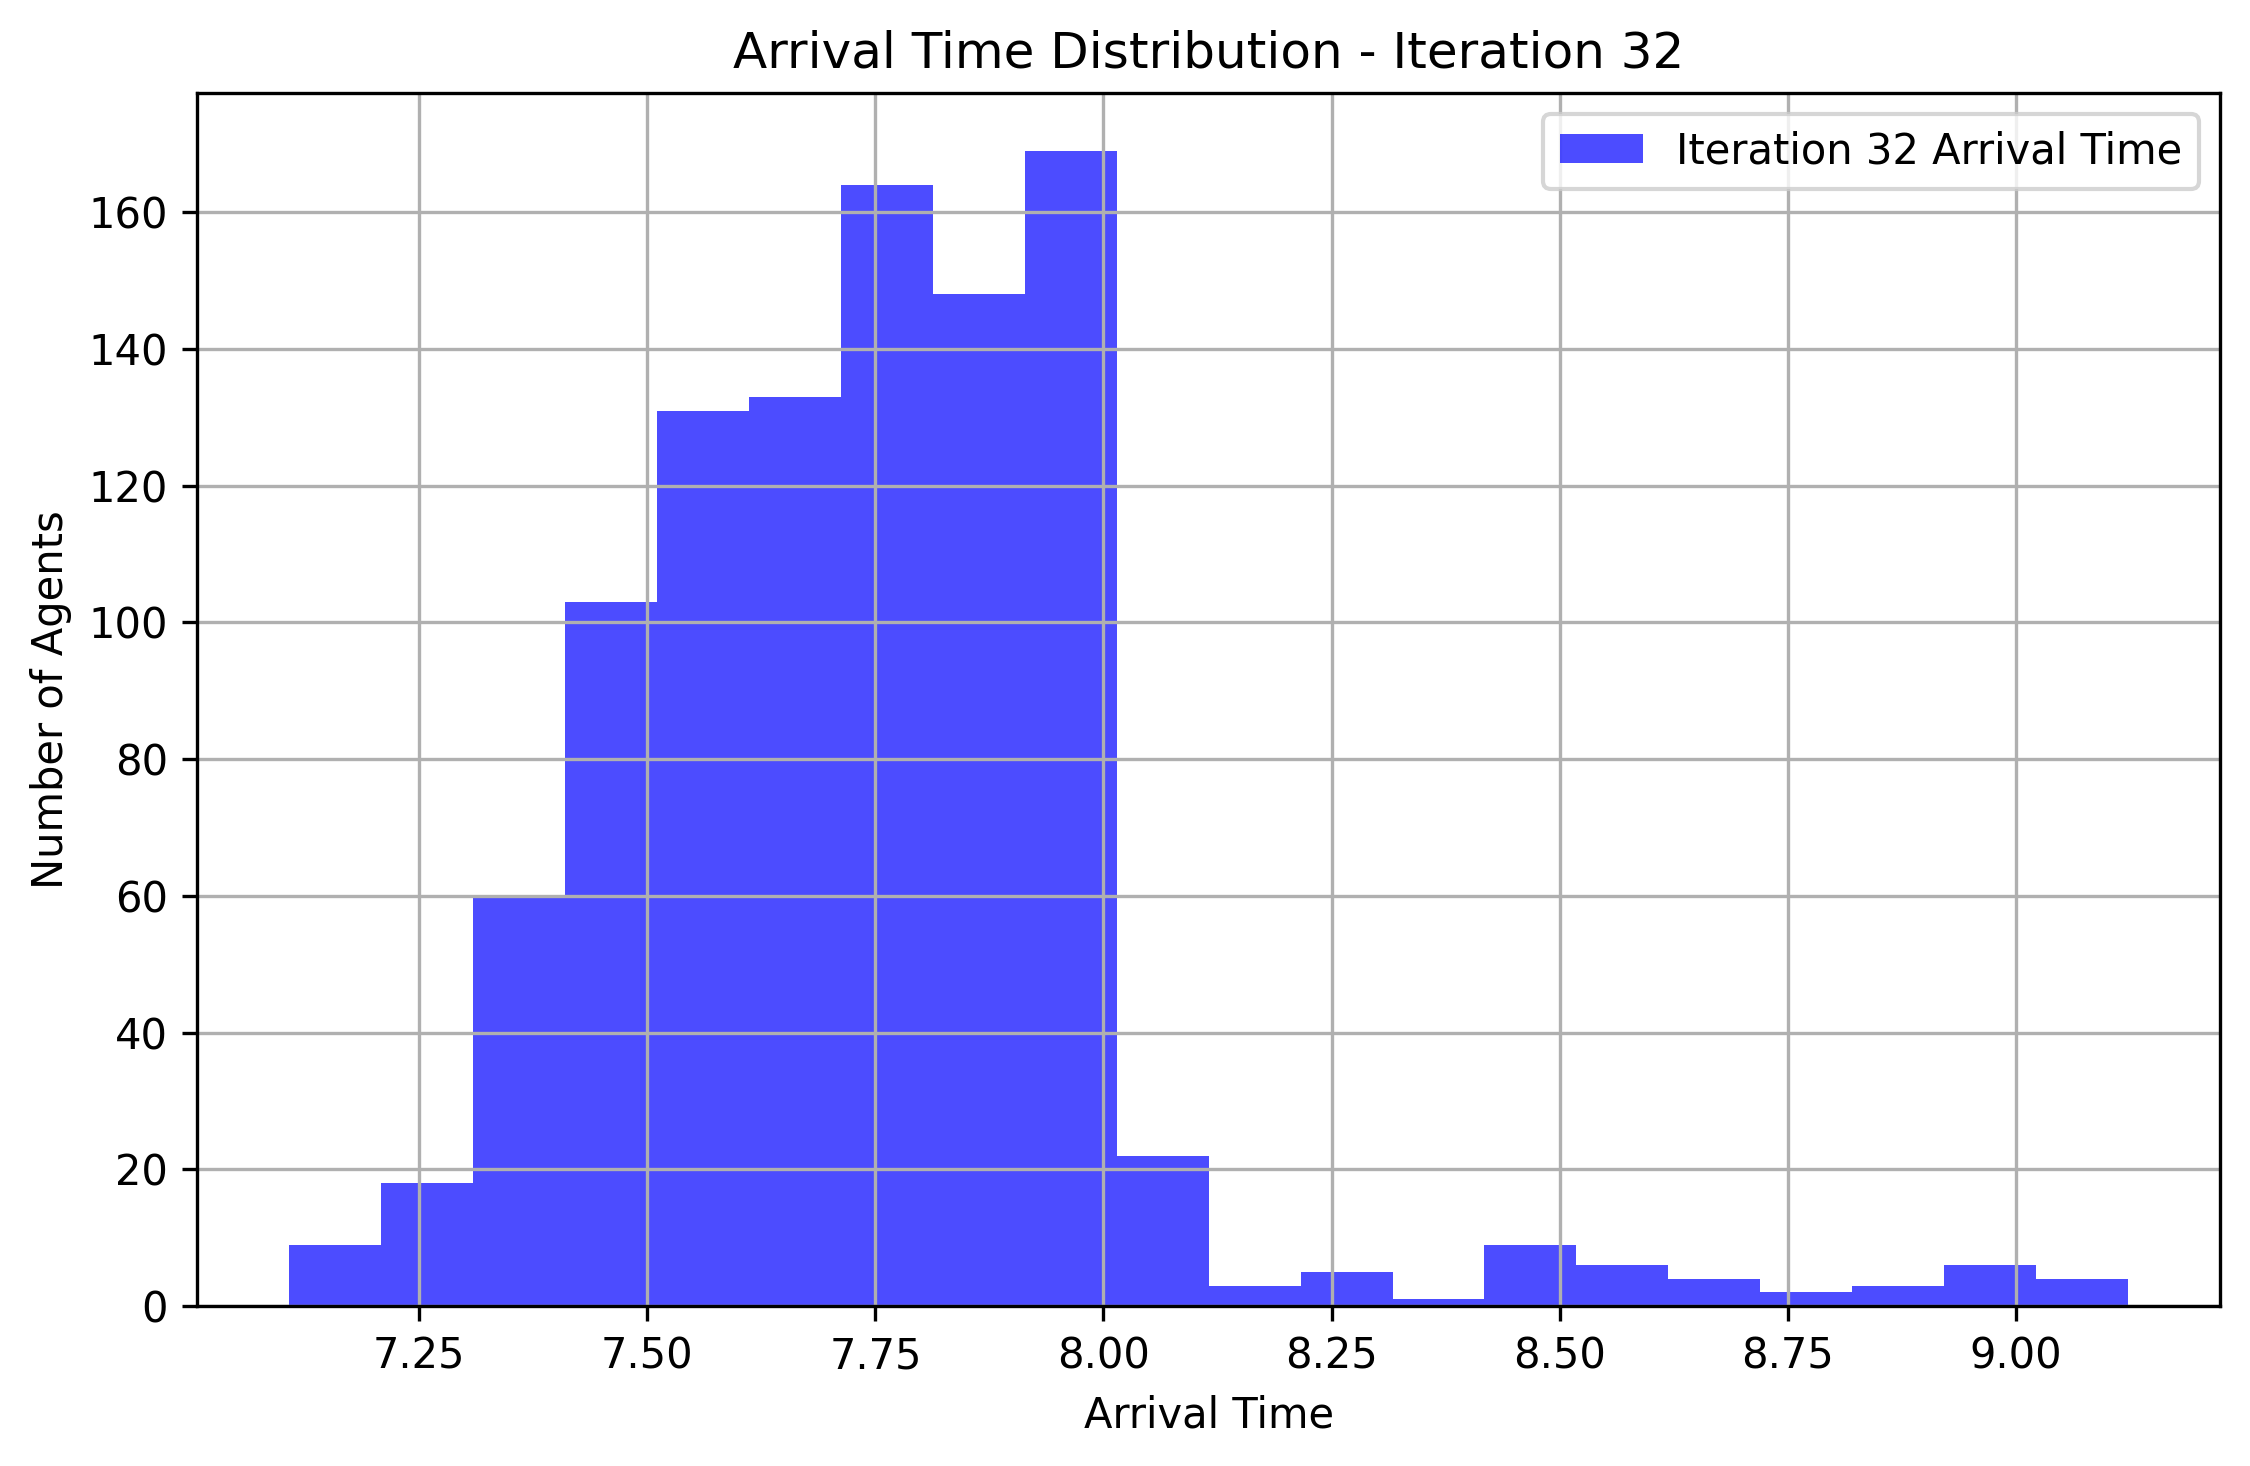 Arrival Time Distribution - Iteration 32
Iteration 32 Arrival Time
Number of Agents
160
140
120
100
80
60
40
20
0
7.25 7.50 7.75 8.00 8.25 8.50 8.75 9.00
Arrival Time